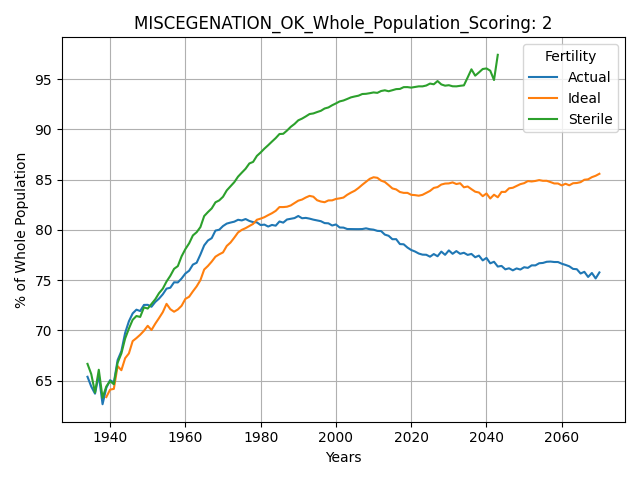 MISCEGENATION_OK_Whole_Population_Scoring: 2
% of Whole Population
95
90
85
80
75
70
65
Fertility
Actual
Ideal
Sterile
1940
1960
1980
2000
2020
2040
2060
Years